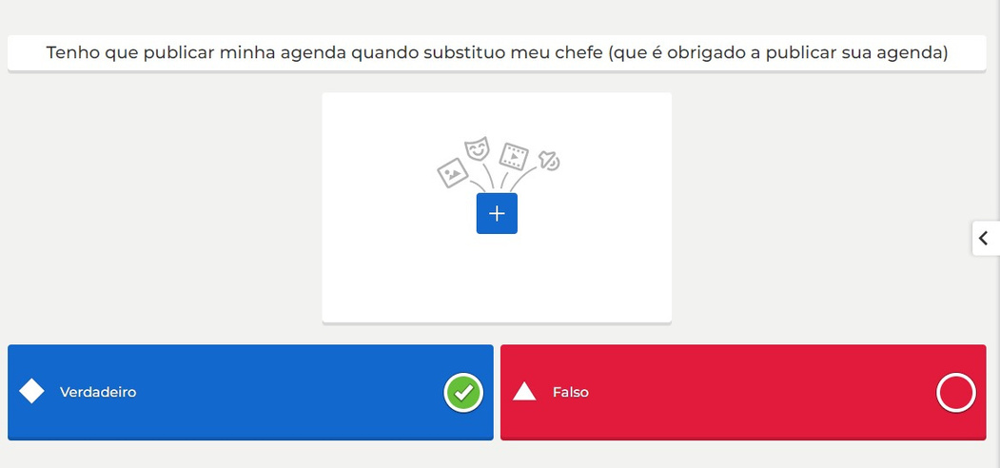 Tenho que publicar minha agenda quando substituo meu chefe (que é obrigado a publicar sua agenda)
Verdadeiro
Falso